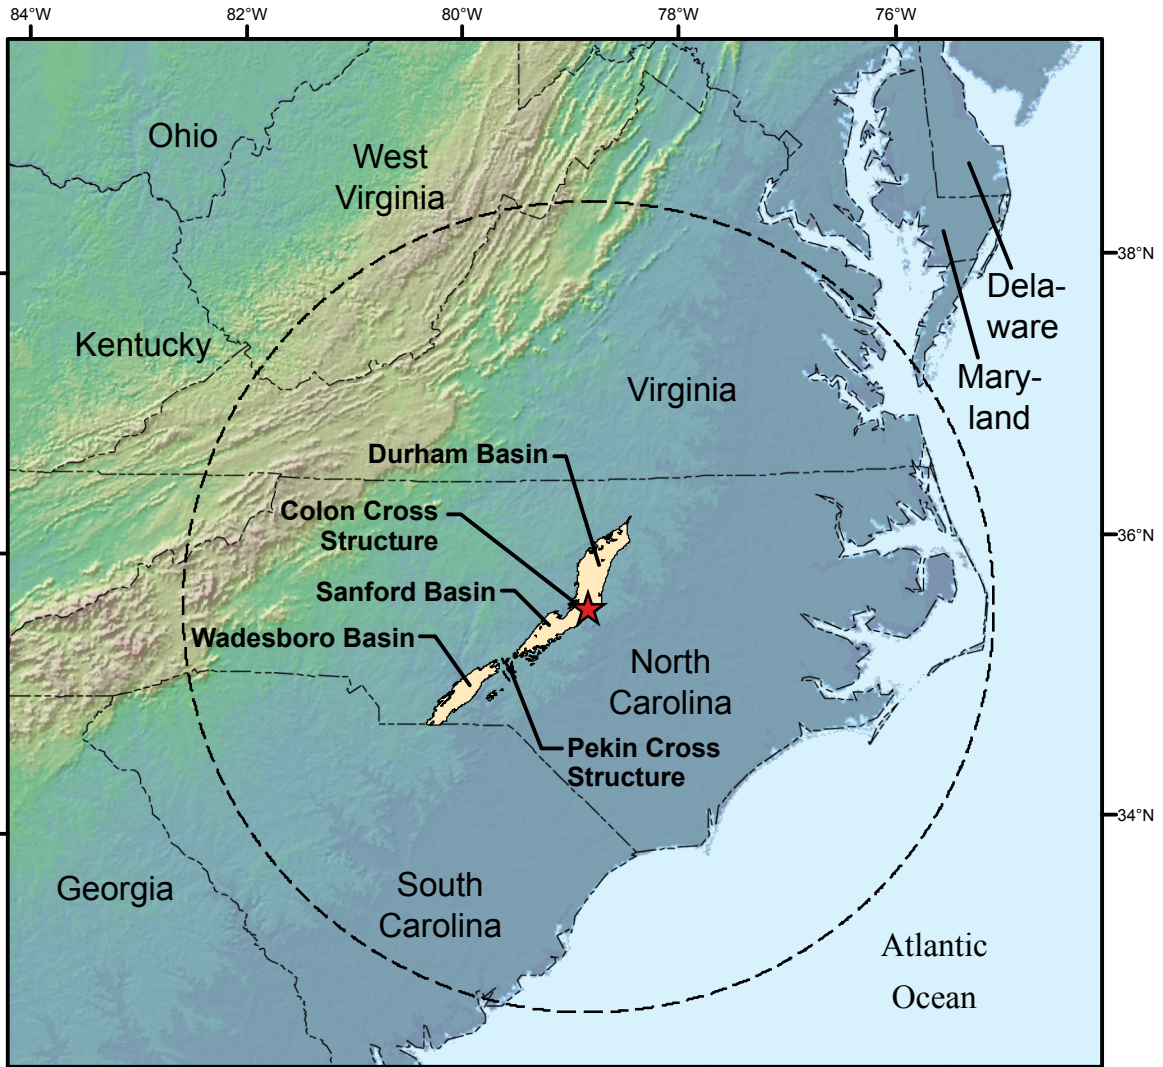 84°W
82°W
80°W
78°W
76°W
Ohio
West
Virginia
38°N
Dela-
ware
Kentucky
Mary-
land
Virginia
Durham Basin
Colon Cross
Structure
36°N
Sanford Basin
Wadesboro Basin
North
Carolina
Pekin Cross
Structure
34°N
Georgia
South
Carolina
Atlantic
Ocean